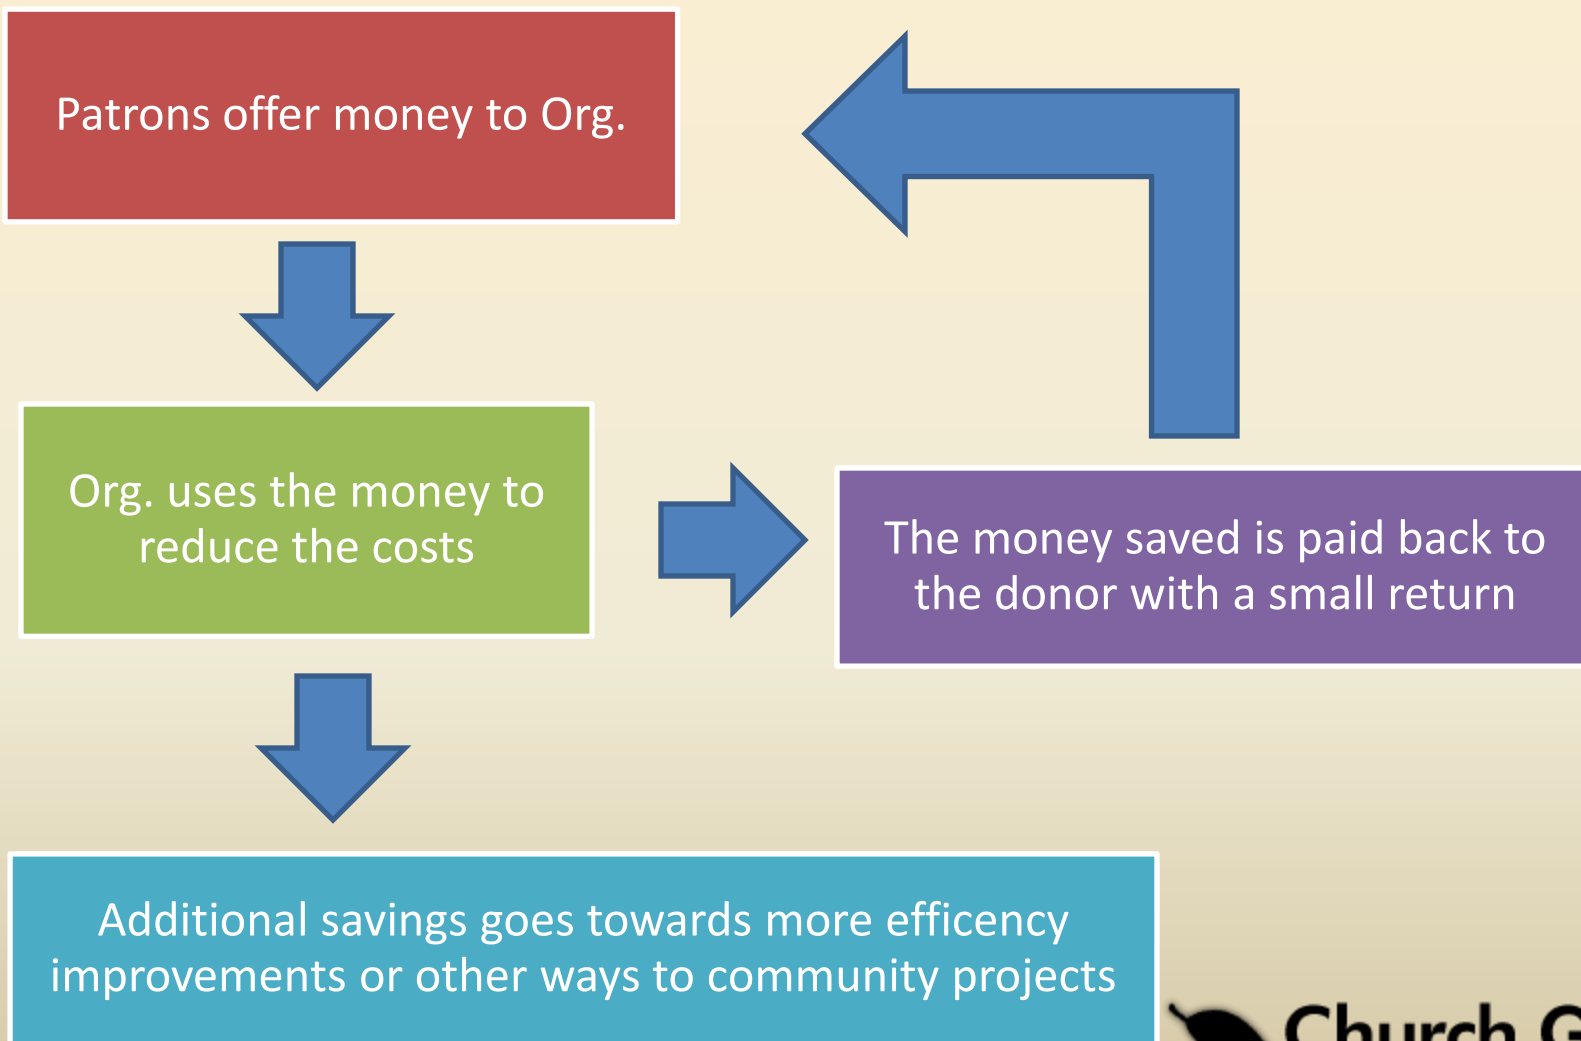 Patrons offer money to Org.
Org. uses the money to
reduce the costs
The money saved is paid back to
the donor with a small return
Additional savings goes towards more efficency
improvements or other ways to community projects
Church G